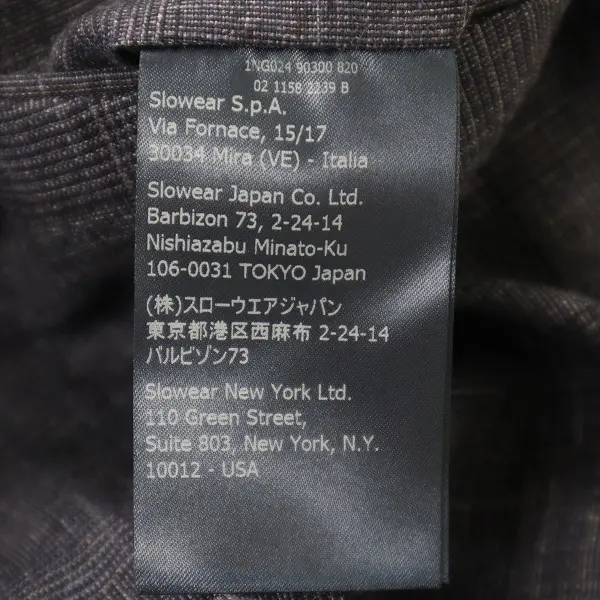 1NG024 90300 820
02 1158 2239 B
Slowear S.p.A.
Via Fornace, 15/17
30034 Mira (VE) - Italia
Slowear Japan Co. Ltd.
Barbizon 73, 2-24-14
Nishiazabu Minato-Ku
106-0031 TOKYO Japan
(株)スローウエアジャパン
東京都港区西麻布 2-24-14
バルビゾン73
Slowear New York Ltd.
110 Green Street,
Suite 803, New York, N.Y.
10012 - USA